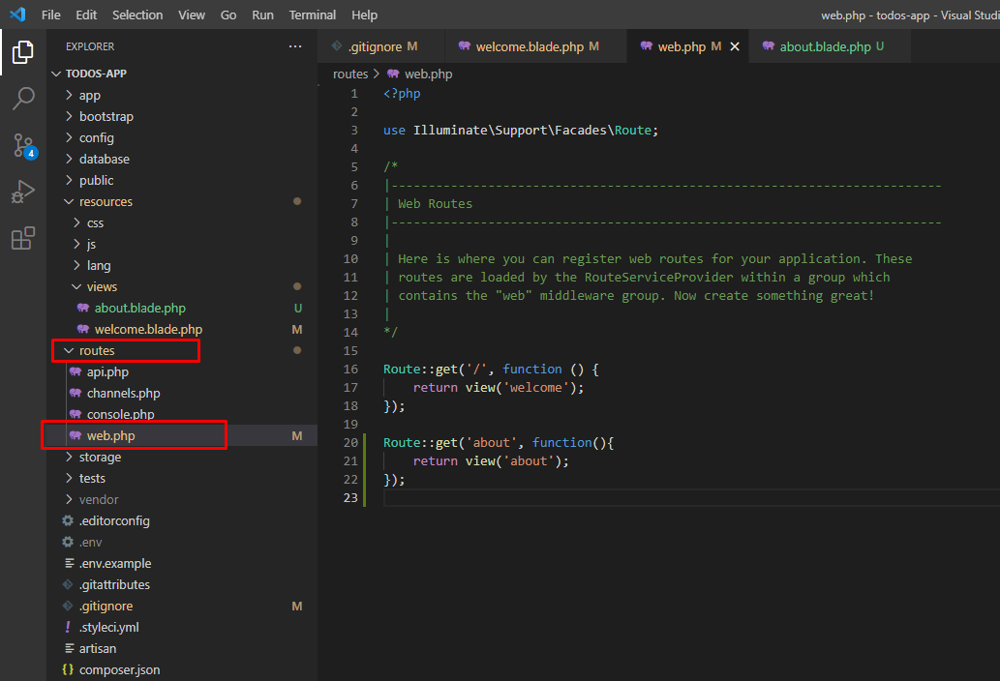 File Edit Selection View Go Run Terminal Help web.php - todos-app - Visual Studi
EXPLORER ...
TODOS-APP
app
bootstrap
config
database
public
resources
css
js
lang
views
about.blade.php U
welcome.blade.php M
routes
api.php
channels.php
console.php
web.php M
storage
tests
vendor
.editorconfig
.env
.env.example
.gitattributes
.gitignore M
.styleci.yml
artisan
{} composer.json
4
.gitignore M welcome.blade.php M web.php M about.blade.php U
routes > web.php
1 <?php
2
3 use Illuminate\Support\Facades\Route;
4
5 /*
6 |--------------------------------------------------------------------------
7 | Web Routes
8 |--------------------------------------------------------------------------
9 |
10 | Here is where you can register web routes for your application. These
11 | routes are loaded by the RouteServiceProvider within a group which
12 | contains the "web" middleware group. Now create something great!
13 |
14 */
15
16 Route::get('/', function () {
17 return view('welcome');
18 });
19
20 Route::get('about', function(){
21 return view('about');
22 });
23